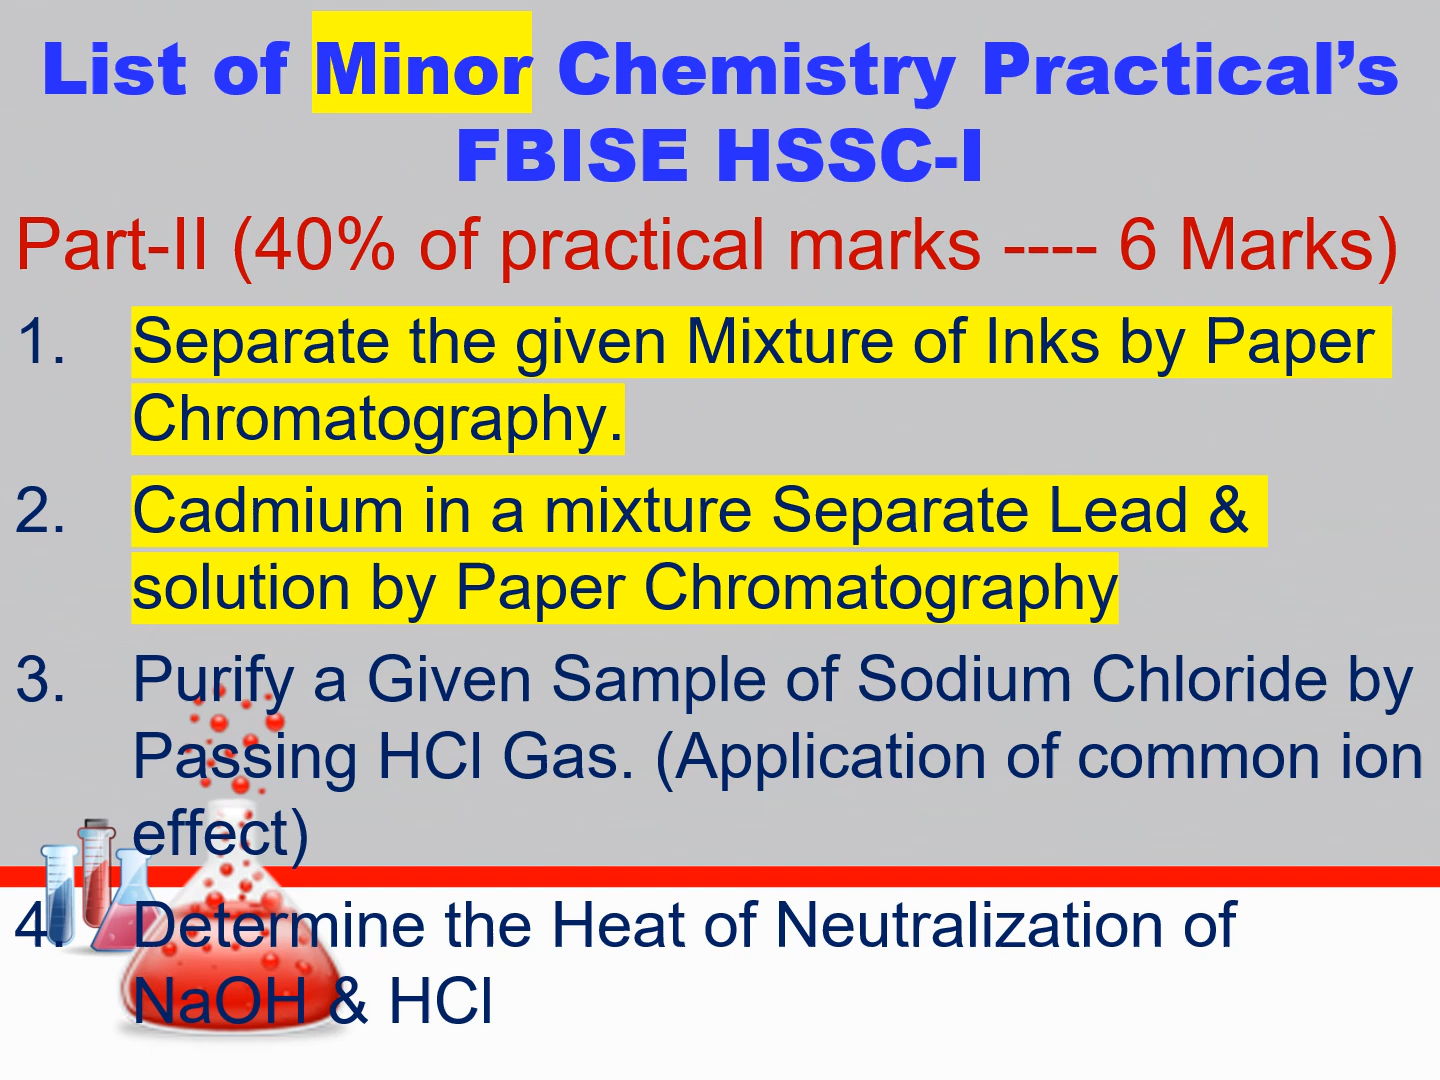 List of Minor Chemistry Practical’s
FBISE HSSC-I
Part-II (40% of practical marks ---- 6 Marks)
1. Separate the given Mixture of Inks by Paper
Chromatography.
2. Cadmium in a mixture Separate Lead &
solution by Paper Chromatography
3. Purify a Given Sample of Sodium Chloride by
Passing HCl Gas. (Application of common ion
effect)
4. Determine the Heat of Neutralization of
NaOH & HCl